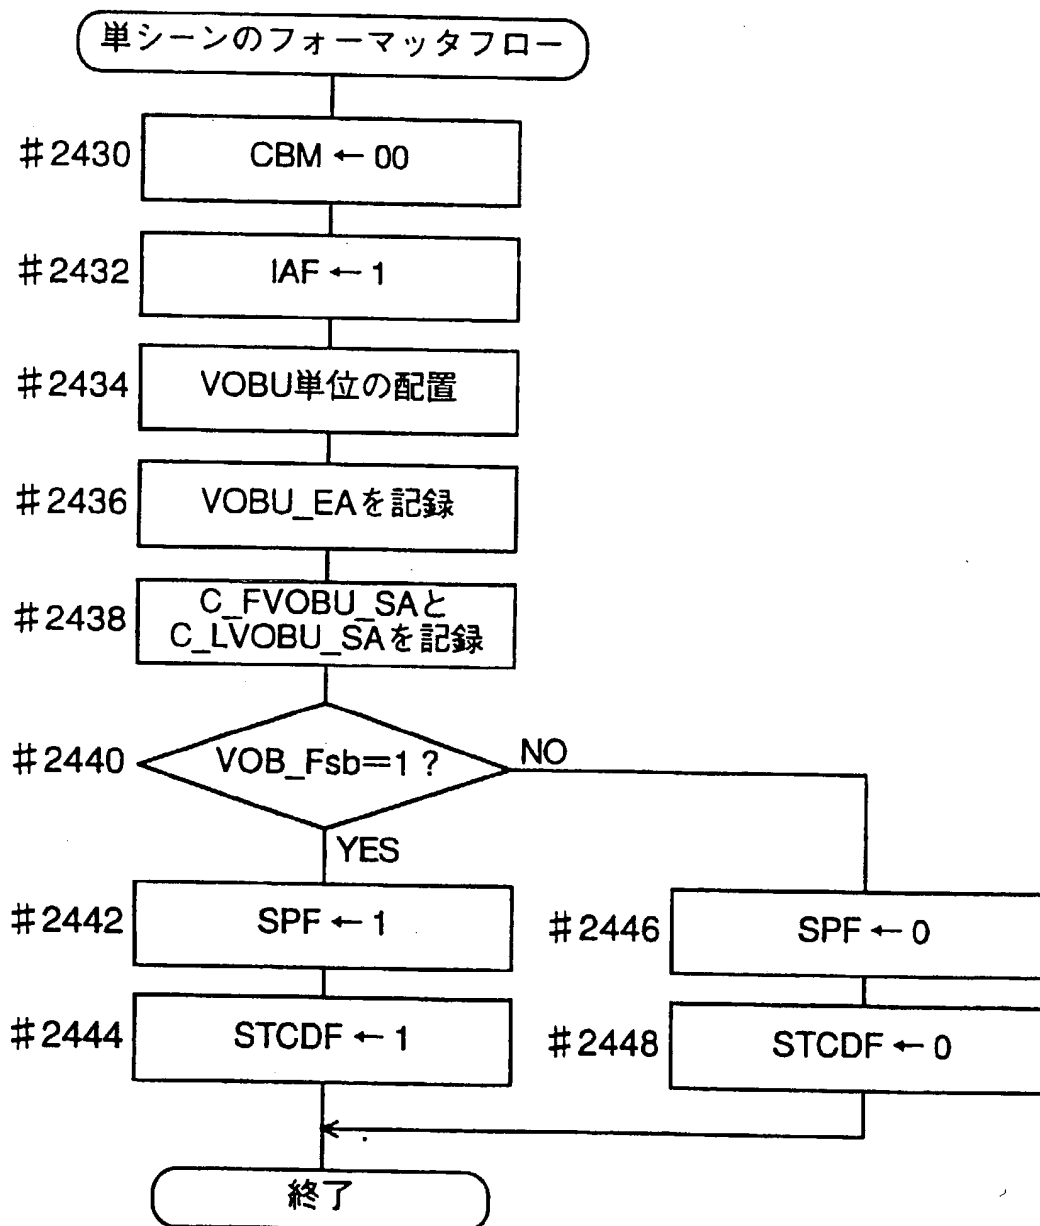 単シーンのフォーマッタフロー
#2430
CBM ← 00
#2432
IAF ← 1
#2434
VOBU単位の配置
#2436
VOBU_EAを記録
#2438
C_FVOBU_SAと
C_LVOBU_SAを記録
#2440
VOB_Fsb=1?
NO
YES
#2442
SPF ← 1
#2446
SPF ← 0
#2444
STCDF ← 1
#2448
STCDF ← 0
終了